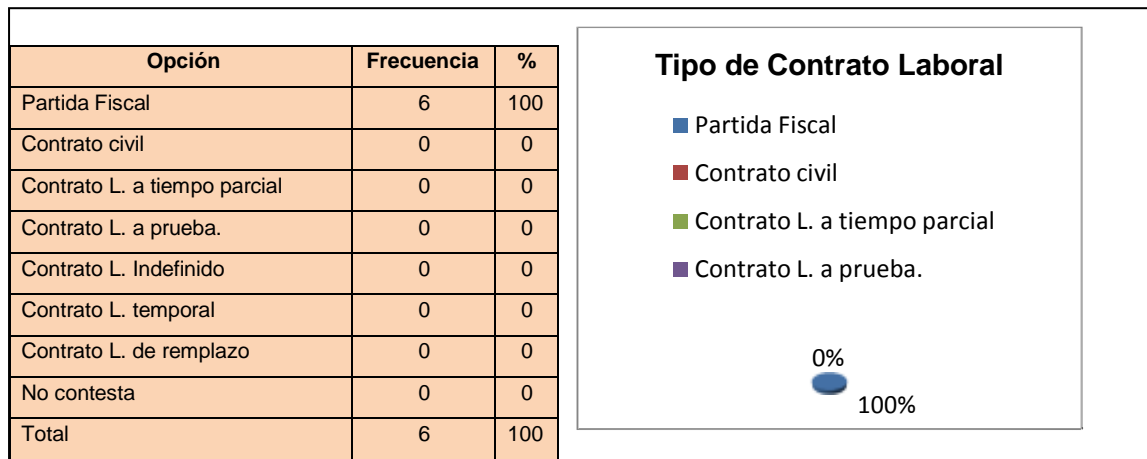 Opción Frecuencia %
Partida Fiscal 6 100
Contrato civil 0 0
Contrato L. a tiempo parcial 0 0
Contrato L. a prueba. 0 0
Contrato L. Indefinido 0 0
Contrato L. temporal 0 0
Contrato L. de remplazo 0 0
No contesta 0 0
Total 6 100
Tipo de Contrato Laboral
Partida Fiscal
Contrato civil
Contrato L. a tiempo parcial
Contrato L. a prueba.
0%
100%